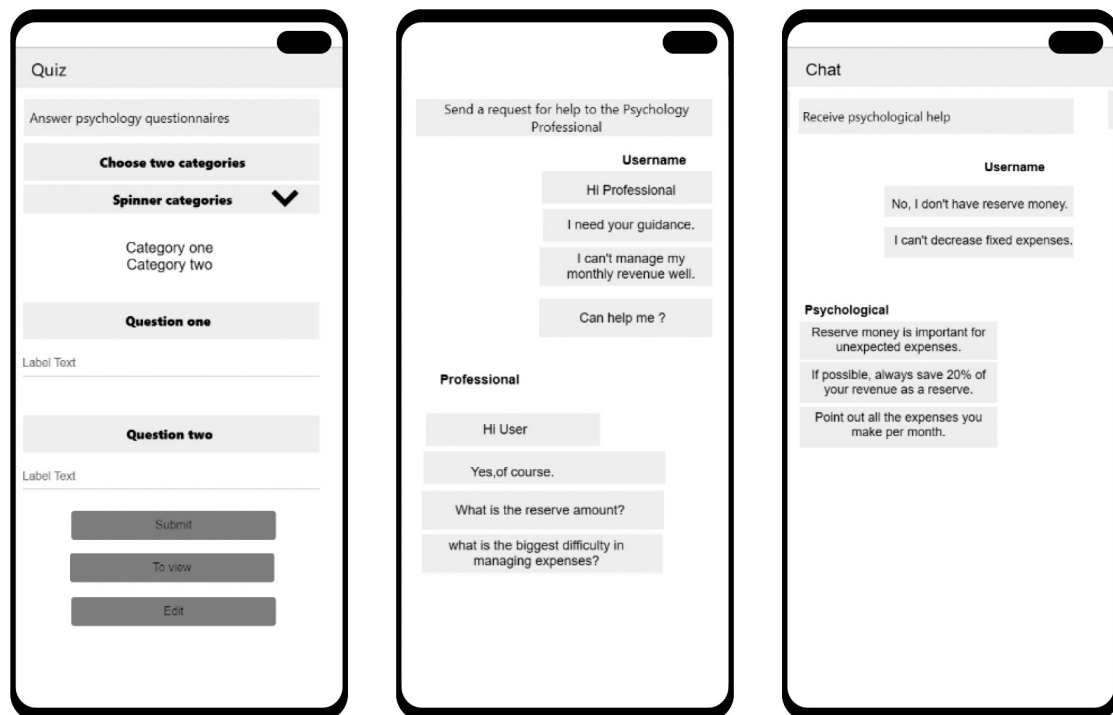 Quiz
Answer psychology questionnaires
Choose two categories
Spinner categories
Category one
Category two
Question one
Label Text
Question two
Label Text
Submit
To view
Edit
Send a request for help to the Psychology
Professional
Username
Hi Professional
I need your guidance.
I can't manage my
monthly revenue well.
Can help me ?
Professional
Hi User
Yes,of course.
What is the reserve amount?
what is the biggest difficulty in
managing expenses?
Chat
Receive psychological help
Username
No, I don't have reserve money.
I can't decrease fixed expenses.
Psychological
Reserve money is important for
unexpected expenses.
If possible, always save 20% of
your revenue as a reserve.
Point out all the expenses you
make per month.